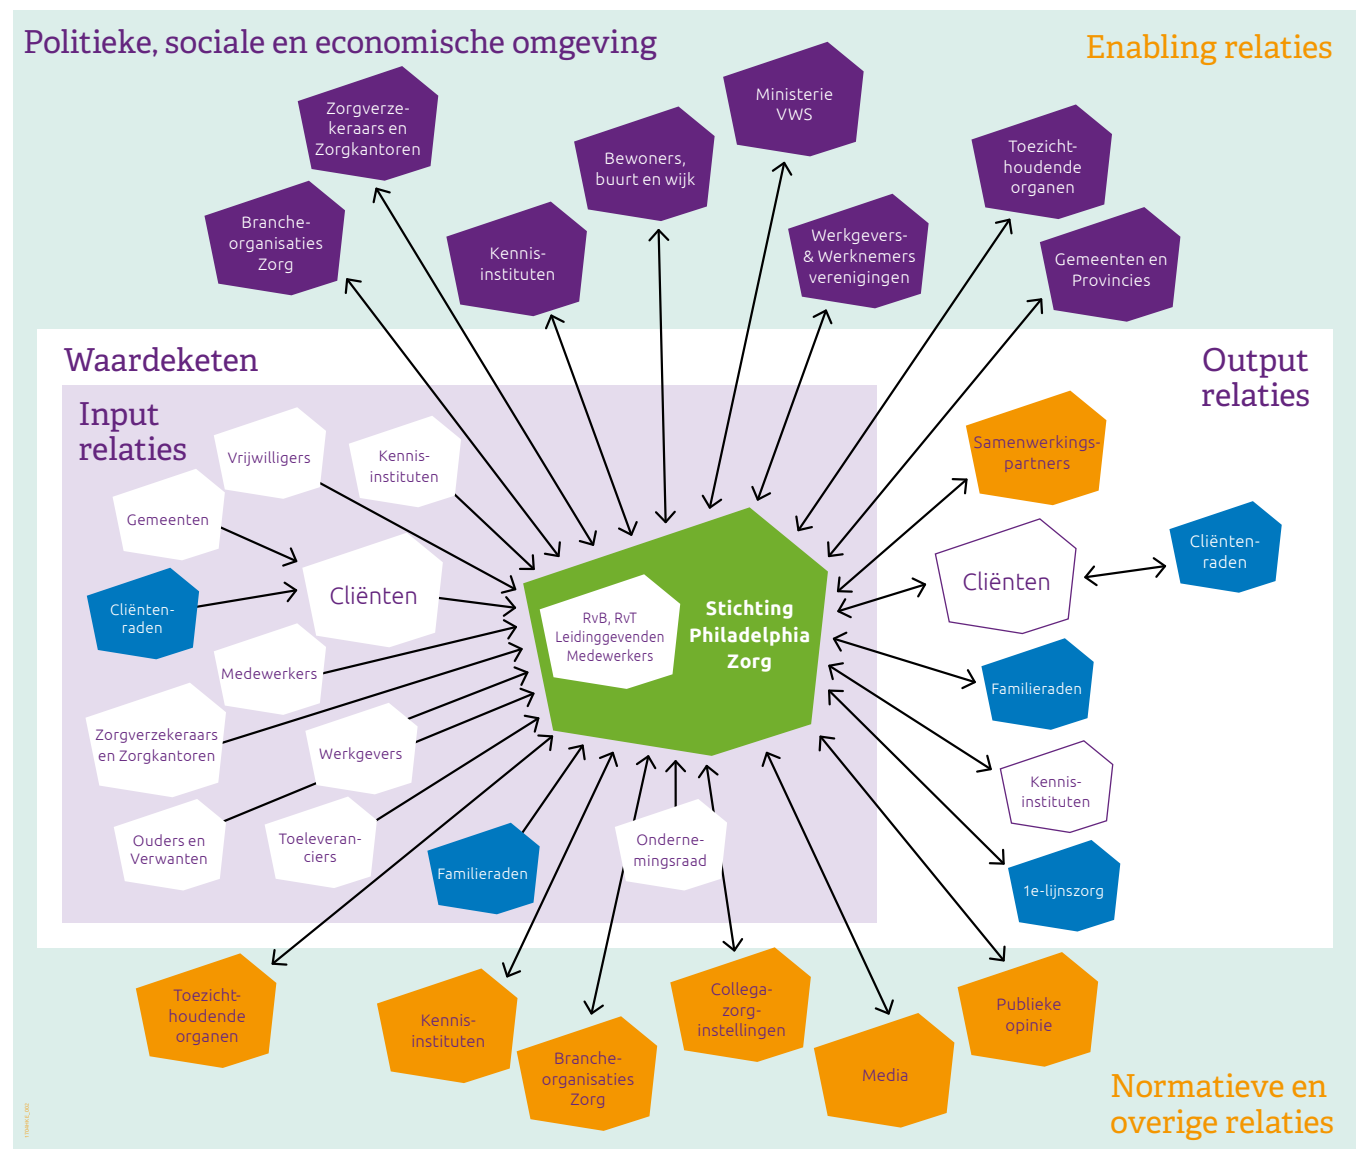 Politieke, sociale en economische omgeving
Enabling relaties
Zorgverze-
keraars en
Zorgkantoren
Ministerie
VWS
Bewoners,
buurt en wijk
Toezicht-
houdende
organen
Branche-
organisaties
Zorg
Kennis-
instituten
Werkgevers-
& Werknemers
verenigingen
Gemeenten en
Provincies
Waardeketen
Output
relaties
Input
relaties
Vrijwilligers
Kennis-
instituten
Gemeenten
Cliënten
Cliënten-
raden
Medewerkers
Zorgverzekeraars
en Zorgkantoren
Werkgevers
Ouders en
Verwanten
Toeleveran-
ciers
Familieraden
Onderne-
mingsraad
RvB, RvT
Leidinggevenden
Medewerkers
Stichting
Philadelphia
Zorg
Samenwerkings-
partners
Cliënten
Cliënten-
raden
Familieraden
Kennis-
instituten
1e-lijnszorg
Toezicht-
houdende
organen
Kennis-
instituten
Branche-
organisaties
Zorg
Collega-
zorg-
instellingen
Media
Publieke
opinie
Normatieve en
overige relaties